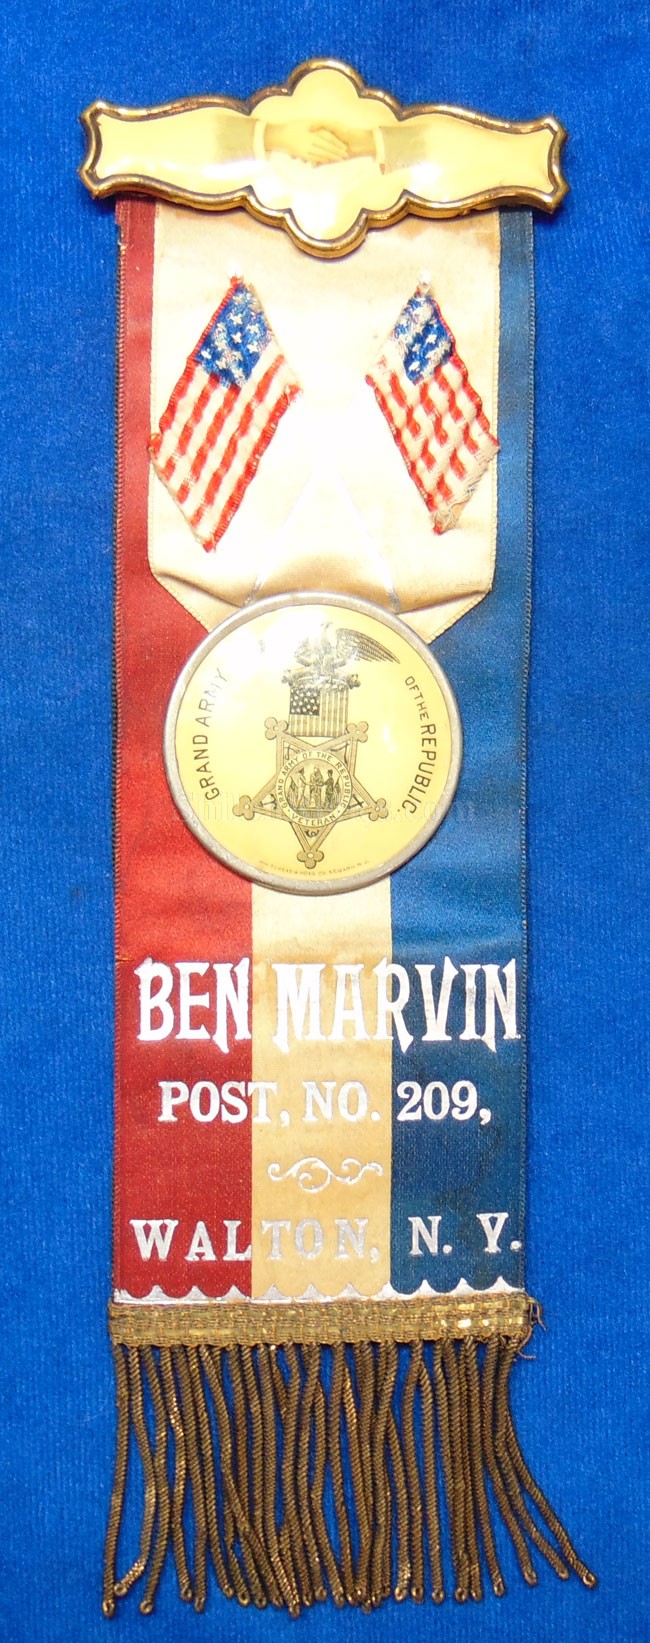 GRAND ARMY OF THE REPUBLIC.
GRAND ARMY OF THE REPUBLIC
VETERAN
BEN MARVIN
POST, NO. 209,
WALTON, N. Y.